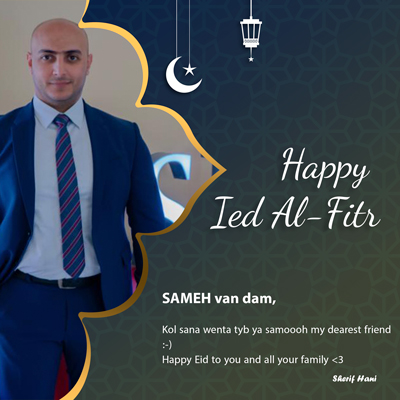 Happy
Ied Al-Fitr
S
SAMEH van dam,
Kol sana wenta tyb ya samoooh my dearest friend
:-)
Happy Eid to you and all your family <3
Sherif Hani